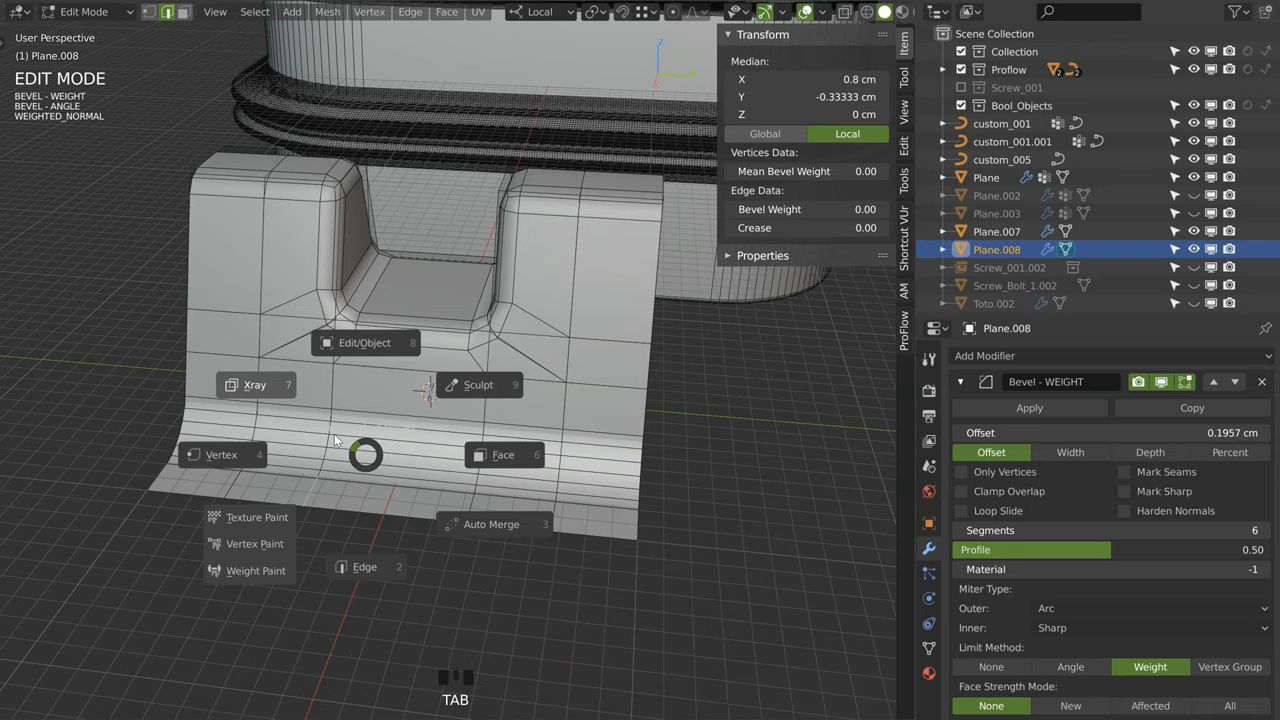 Edit Mode View Select Add Mesh Vertex Edge Face UV Local
User Perspective
(1) Plane.008
EDIT MODE
BEVEL - WEIGHT
BEVEL - ANGLE
WEIGHTED_NORMAL
z
Edit/Object 8
Xray 7
Sculpt 9
Vertex 4
Face 6
Texture Paint
Auto Merge 3
Vertex Paint
Edge 2
Weight Paint
TAB
Transform
Median:
X 0.8 cm
Y -0.33333 cm
Z 0 cm
Global Local
Vertices Data:
Mean Bevel Weight 0.00
Edge Data:
Bevel Weight 0.00
Crease 0.00
Properties
Item
Tool
View
Edit
Tools
Shortcut VUr
AM
ProFlow
Scene Collection
Collection
Proflow 2 2
Screw_001
Bool_Objects
custom_001
custom_001.001
custom_005
Plane
Plane.002
Plane.003
Plane.007
Plane.008
Screw_001.002
Screw_Bolt_1.002
Toto.002
Plane.008
Add Modifier
Bevel - WEIGHT
Apply Copy
Offset 0.1957 cm
Offset Width Depth Percent
Only Vertices Mark Seams
Clamp Overlap Mark Sharp
Loop Slide Harden Normals
Segments 6
Profile 0.50
Material -1
Miter Type:
Outer: Arc
Inner: Sharp
Limit Method:
None Angle Weight Vertex Group
Face Strength Mode:
None New Affected All